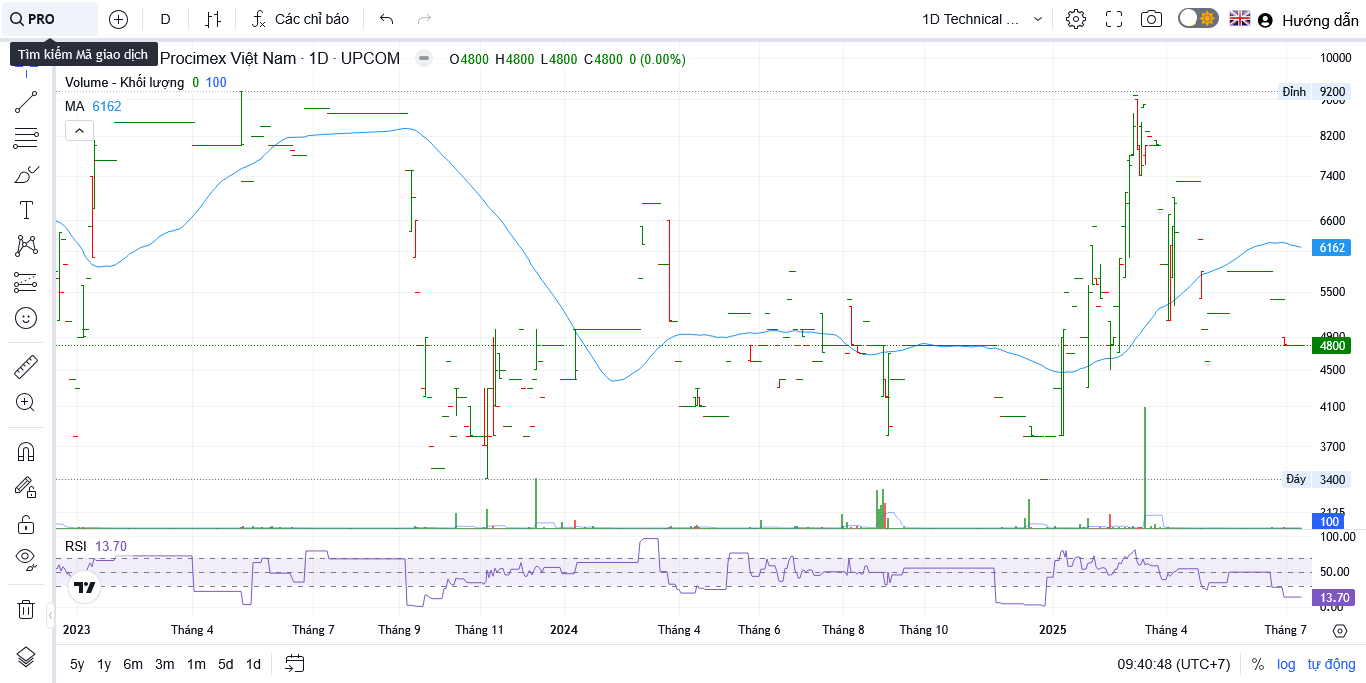 PRO D Các chỉ báo 1D Technical ... Hướng dẫn
Tìm kiếm Mã giao dịch
Procimex Việt Nam · 1D · UPCOM O4800 H4800 L4800 C4800 0 (0.00%)
Volume - Khối lượng 0 100
MA 6162
10000
Đỉnh 9200
9000
8200
7400
6600
6162
5500
4900
4800
4500
4100
3700
Đáy 3400
3125
100
RSI 13.70
100.00
50.00
13.70
0.00
2023 Tháng 4 Tháng 7 Tháng 9 Tháng 11 2024 Tháng 4 Tháng 6 Tháng 8 Tháng 10 2025 Tháng 4 Tháng 7
5y 1y 6m 3m 1m 5d 1d 09:40:48 (UTC+7) % log tự động